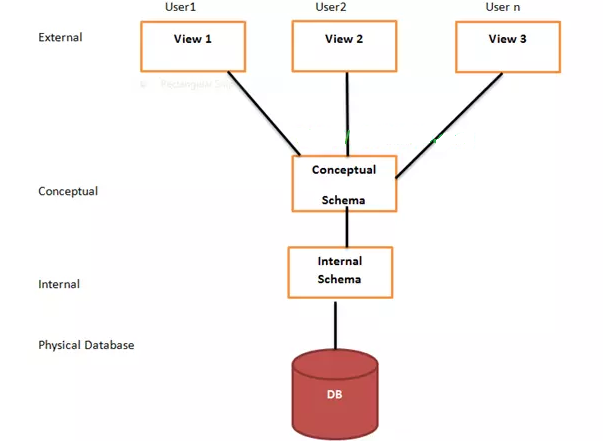 User1 User2 User n
External View 1 View 2 View 3
Conceptual
Conceptual Schema
Internal
Internal Schema
Physical Database
DB